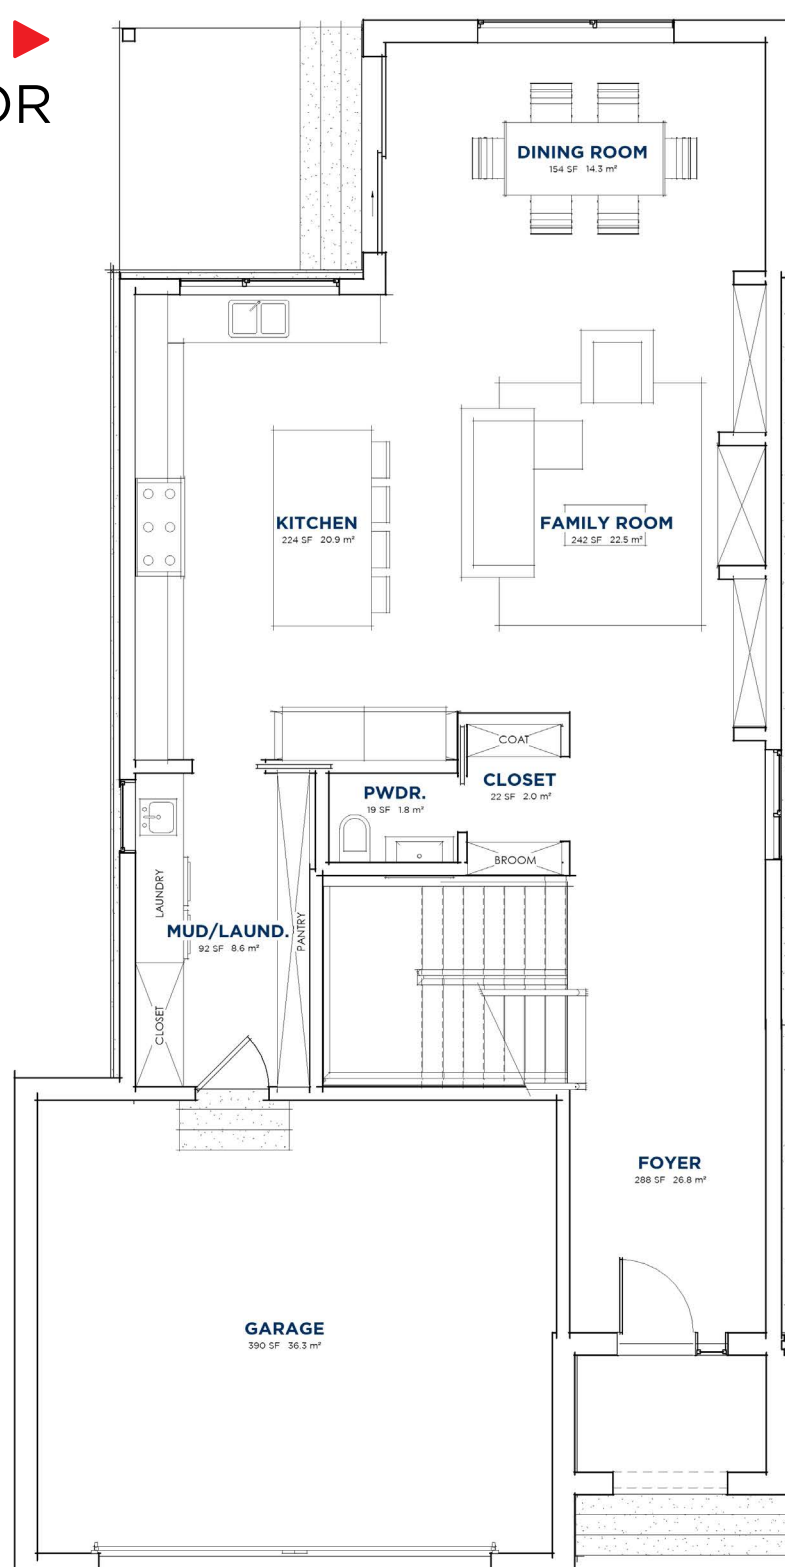 OR
DINING ROOM
154 SF 14.3 m²
KITCHEN
224 SF 20.9 m²
FAMILY ROOM
242 SF 22.5 m²
COAT
CLOSET
22 SF 2.0 m²
PWDR.
19 SF 1.8 m²
BROOM
LAUNDRY
MUD/LAUND.
92 SF 8.6 m²
PANTRY
CLOSET
FOYER
288 SF 26.8 m²
GARAGE
390 SF 36.3 m²